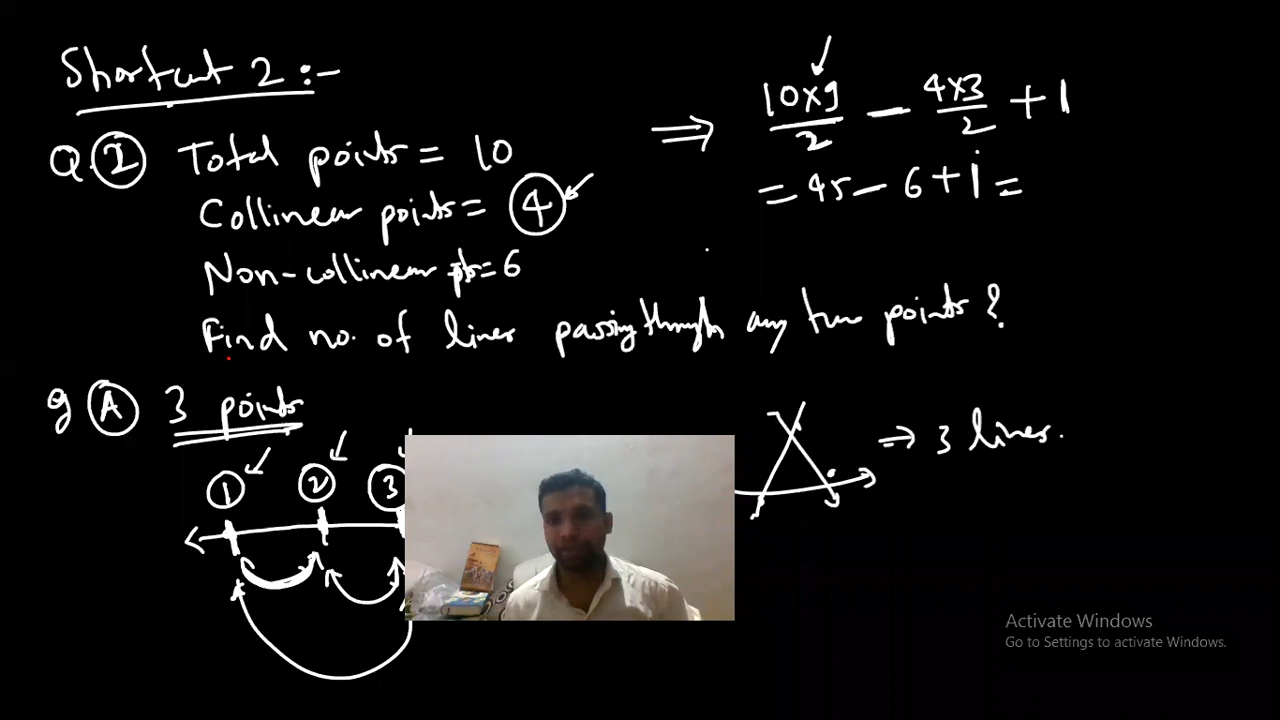 Shortcut 2 :-
Q. 2 Total points = 10
Collinear points = 4
Non-collinear pts = 6
Find no. of lines passing through any two points ?
⇒ 10×9/2 - 4×3/2 + 1
= 45 - 6 + 1 =
A 3 points
1 2 3
⇒ 3 lines.
Activate Windows
Go to Settings to activate Windows.